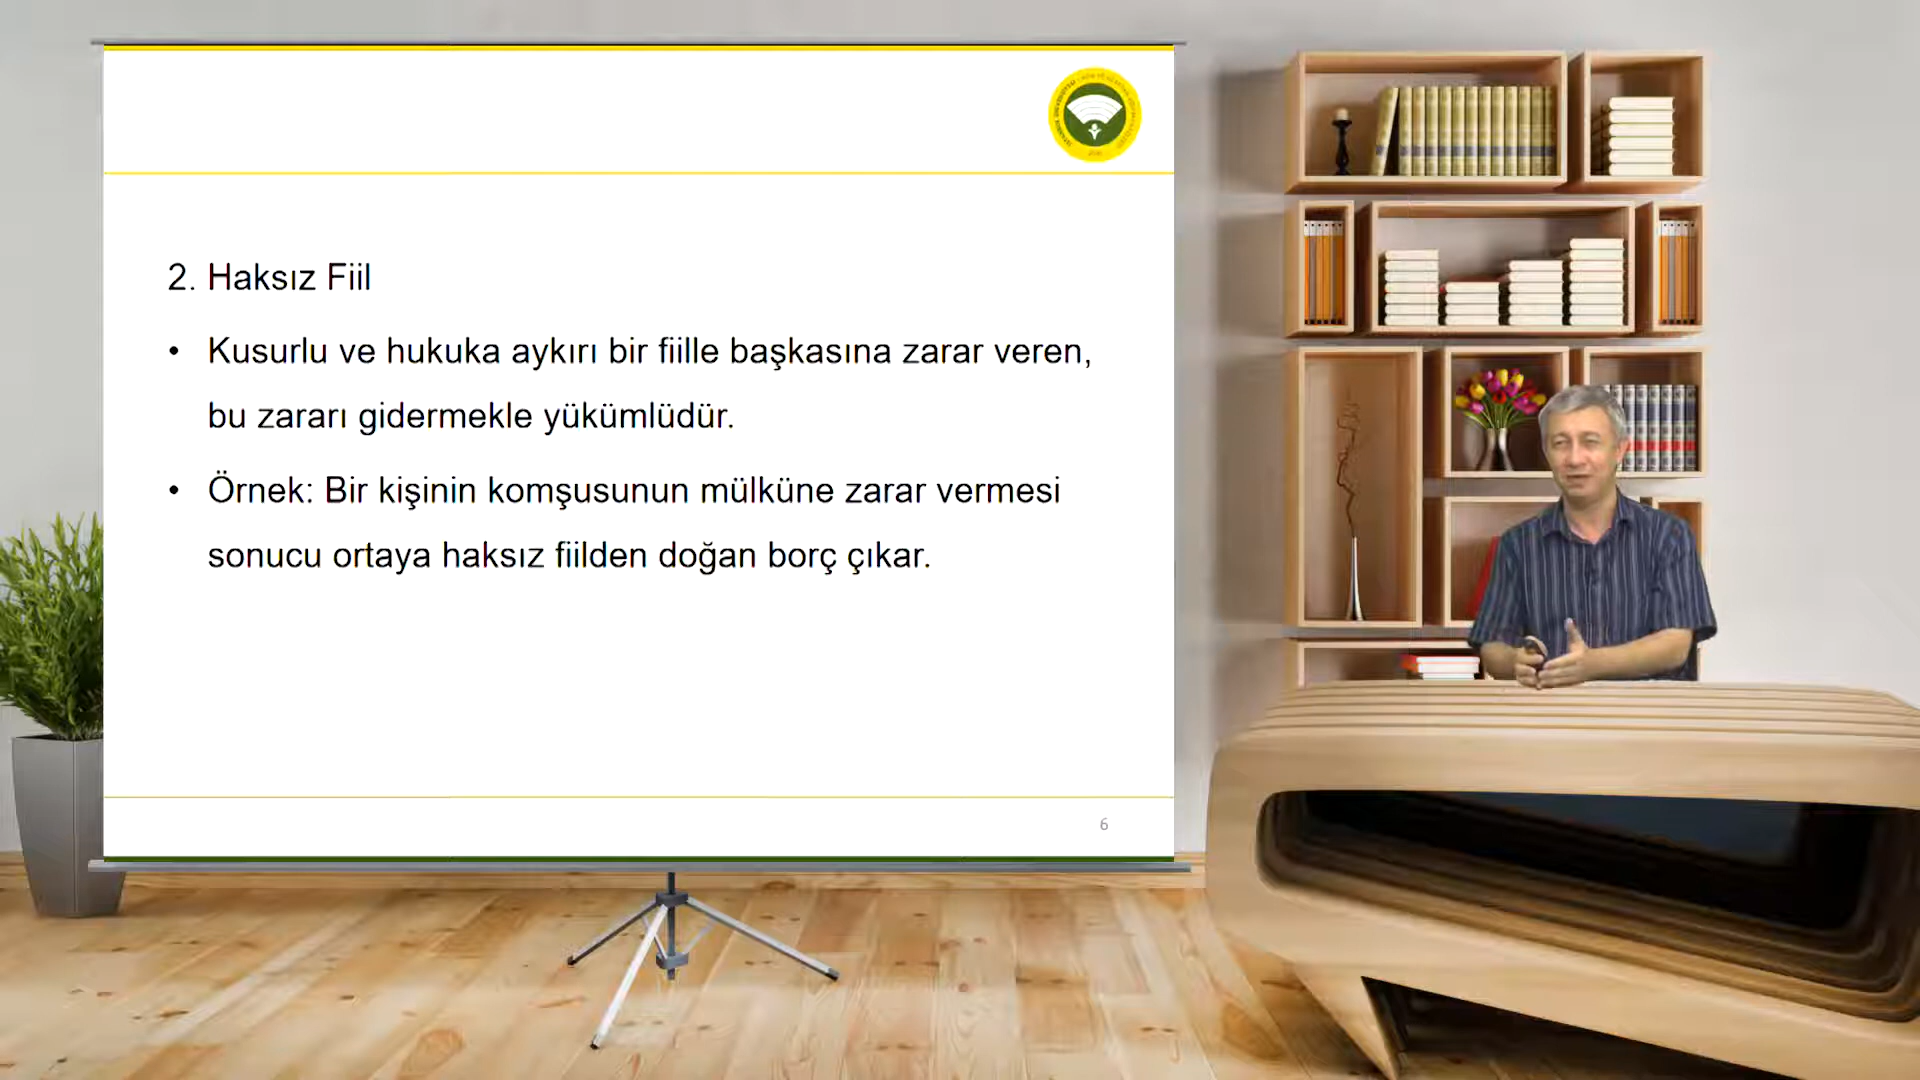 2. Haksız Fiil
• Kusurlu ve hukuka aykırı bir fiille başkasına zarar veren,
bu zararı gidermekle yükümlüdür.
• Örnek: Bir kişinin komşusunun mülküne zarar vermesi
sonucu ortaya haksız fiilden doğan borç çıkar.
6